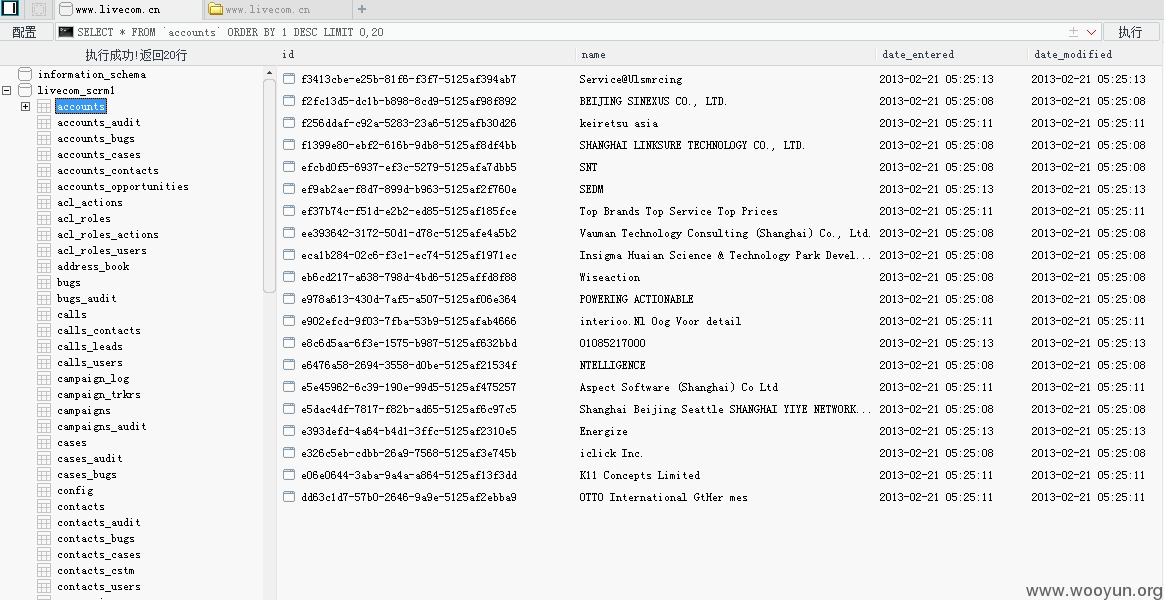 www.livecom.cn www.livecom.cn
配置 SELECT * FROM `accounts` ORDER BY 1 DESC LIMIT 0,20 执行
执行成功!返回20行 id name date_entered date_modified
information_schema
livecom_scrm1
accounts
accounts_audit
accounts_bugs
accounts_cases
accounts_contacts
accounts_opportunities
acl_actions
acl_roles
acl_roles_actions
acl_roles_users
address_book
bugs
bugs_audit
calls
calls_contacts
calls_leads
calls_users
campaign_log
campaign_trkrs
campaigns
campaigns_audit
cases
cases_audit
cases_bugs
config
contacts
contacts_audit
contacts_bugs
contacts_cases
contacts_cstm
contacts_users
f3413cbe-e25b-81f6-f3f7-5125af394ab7 Service@Ulsmrcing 2013-02-21 05:25:13 2013-02-21 05:25:13
f2fc13d5-dc1b-b898-8cd9-5125af98f892 BEIJING SINEXUS CO., LTD. 2013-02-21 05:25:08 2013-02-21 05:25:08
f256ddaf-c92a-5283-23a6-5125afb30d26 keiretsu asia 2013-02-21 05:25:11 2013-02-21 05:25:11
f1399e80-ebf2-616b-9db8-5125af8df4bb SHANGHAI LINKSURE TECHNOLOGY CO., LTD. 2013-02-21 05:25:08 2013-02-21 05:25:08
efcbd0f5-6937-ef3c-5279-5125afa7dbb5 SNT 2013-02-21 05:25:08 2013-02-21 05:25:08
ef9ab2ae-f8d7-899d-b963-5125af2f760e SEDM 2013-02-21 05:25:13 2013-02-21 05:25:13
ef37b74c-f51d-e2b2-ed85-5125af185fce Top Brands Top Service Top Prices 2013-02-21 05:25:11 2013-02-21 05:25:11
ee393642-3172-50d1-d78c-5125afe4a5b2 Vauman Technology Consulting (Shanghai) Co., Ltd. 2013-02-21 05:25:08 2013-02-21 05:25:08
eca1b284-02c6-f3c1-ec74-5125af1971ec Insigma Huaian Science & Technology Park Devel... 2013-02-21 05:25:08 2013-02-21 05:25:08
eb6cd217-a638-798d-4bd6-5125affd8f88 Wiseaction 2013-02-21 05:25:08 2013-02-21 05:25:08
e978a613-430d-7af5-a507-5125af06e364 POWERING ACTIONABLE 2013-02-21 05:25:08 2013-02-21 05:25:08
e902efcd-9f03-7fba-53b9-5125afab4666 interioo.Nl Oog Voor detail 2013-02-21 05:25:11 2013-02-21 05:25:11
e8c6d5aa-6f3e-1575-b987-5125af632bbd 01085217000 2013-02-21 05:25:13 2013-02-21 05:25:13
e6476a58-2694-3558-d0be-5125af21534f NTELLIGENCE 2013-02-21 05:25:08 2013-02-21 05:25:08
e5e45962-6c39-190e-99d5-5125af475257 Aspect Software (Shanghai) Co Ltd 2013-02-21 05:25:11 2013-02-21 05:25:11
e5dac4df-7817-f82b-ad65-5125af6c97c5 Shanghai Beijing Seattle SHANGHAI YIYE NETWORK... 2013-02-21 05:25:08 2013-02-21 05:25:08
e393defd-4a64-b4d1-3ffc-5125af2310e5 Energize 2013-02-21 05:25:13 2013-02-21 05:25:13
e326c5eb-cdbb-26a9-7568-5125af3e745b iclick Inc. 2013-02-21 05:25:08 2013-02-21 05:25:08
e06e0644-3aba-9a4a-a864-5125af13f3dd K11 Concepts Limited 2013-02-21 05:25:11 2013-02-21 05:25:11
dd63c1d7-57b0-2646-9a9e-5125af2ebba9 OTTO International GtHer mes 2013-02-21 05:25:11 2013-02-21 05:25:11
www.wooyun.org